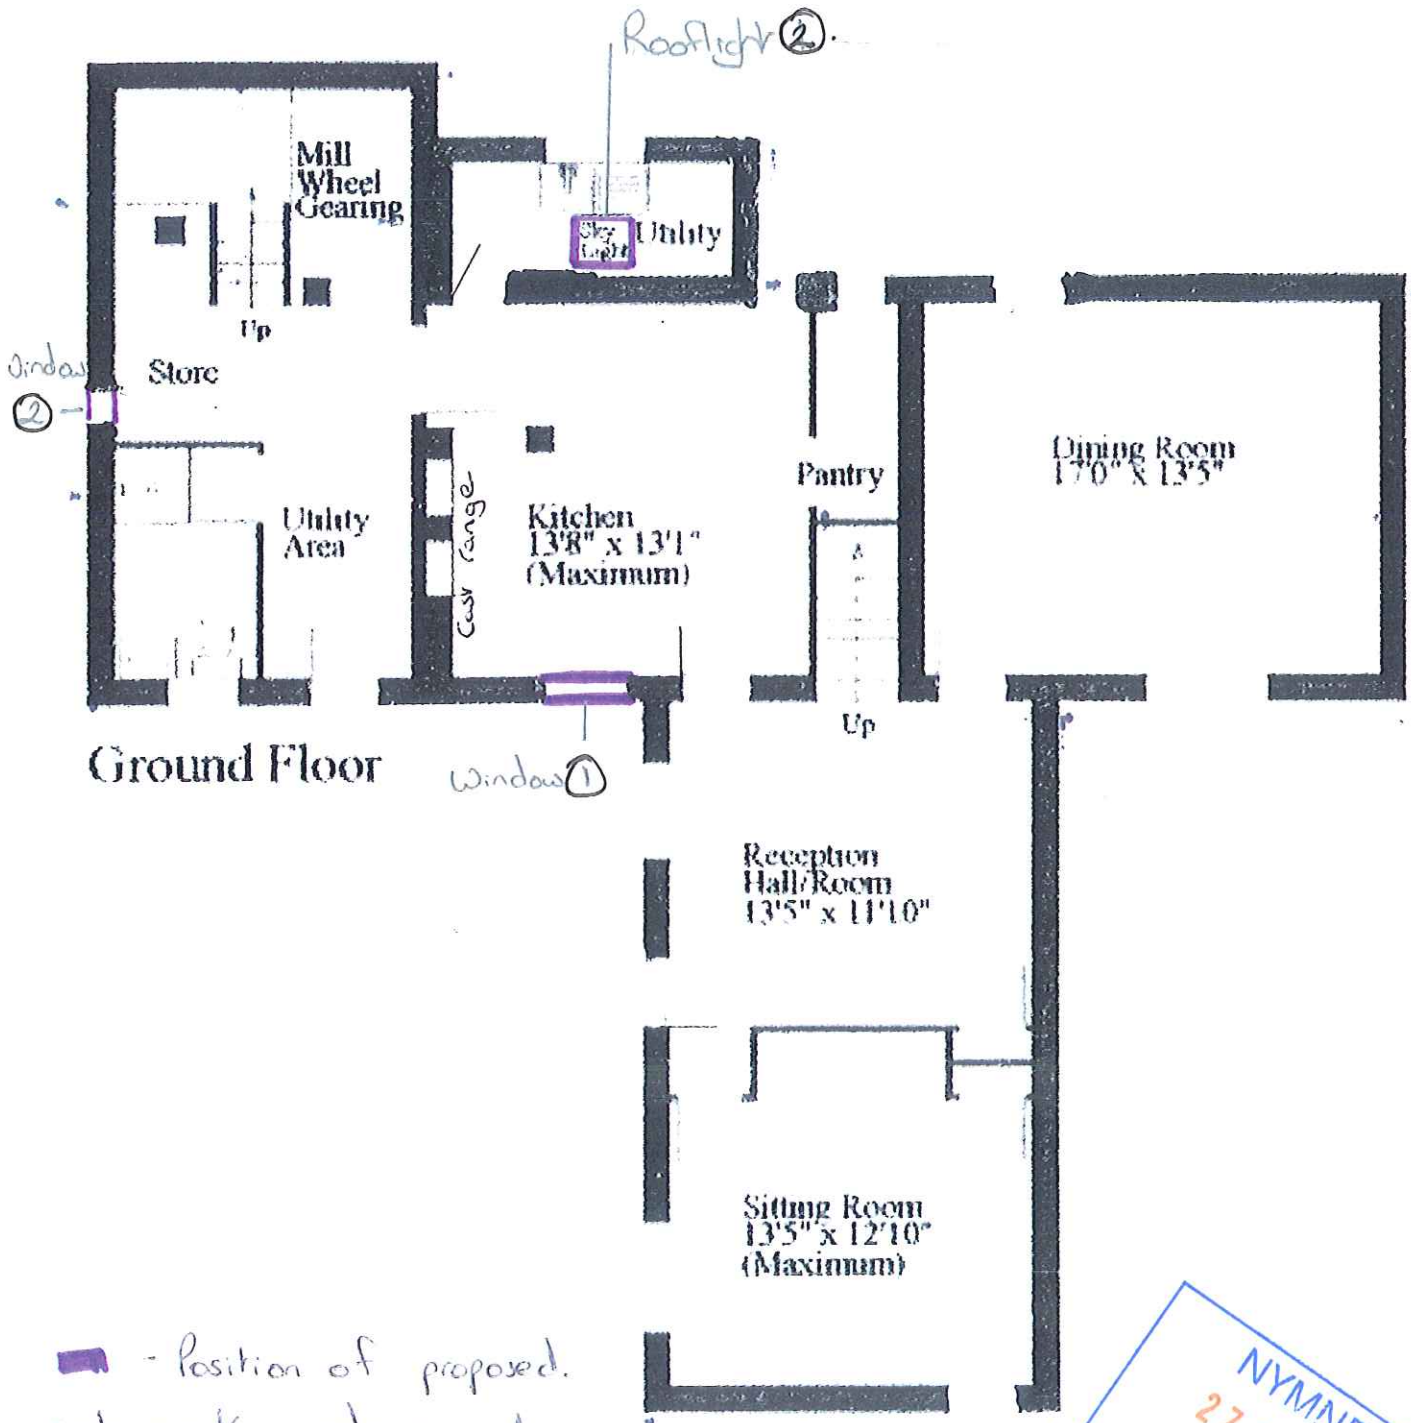 Rooflight 2.
Mill
Wheel
Gearing
Sky
Light
Utility
Up
Window
2
Store
Dining Room
17'0" x 13'5"
Pantry
Utility
Area
Cast range
Kitchen
13'8" x 13'1"
(Maximum)
Up
Ground Floor
Window 1
Reception
Hall/Room
13'5" x 11'10"
Sitting Room
13'5" x 12'10"
(Maximum)
- Position of proposed.
NYMN
27